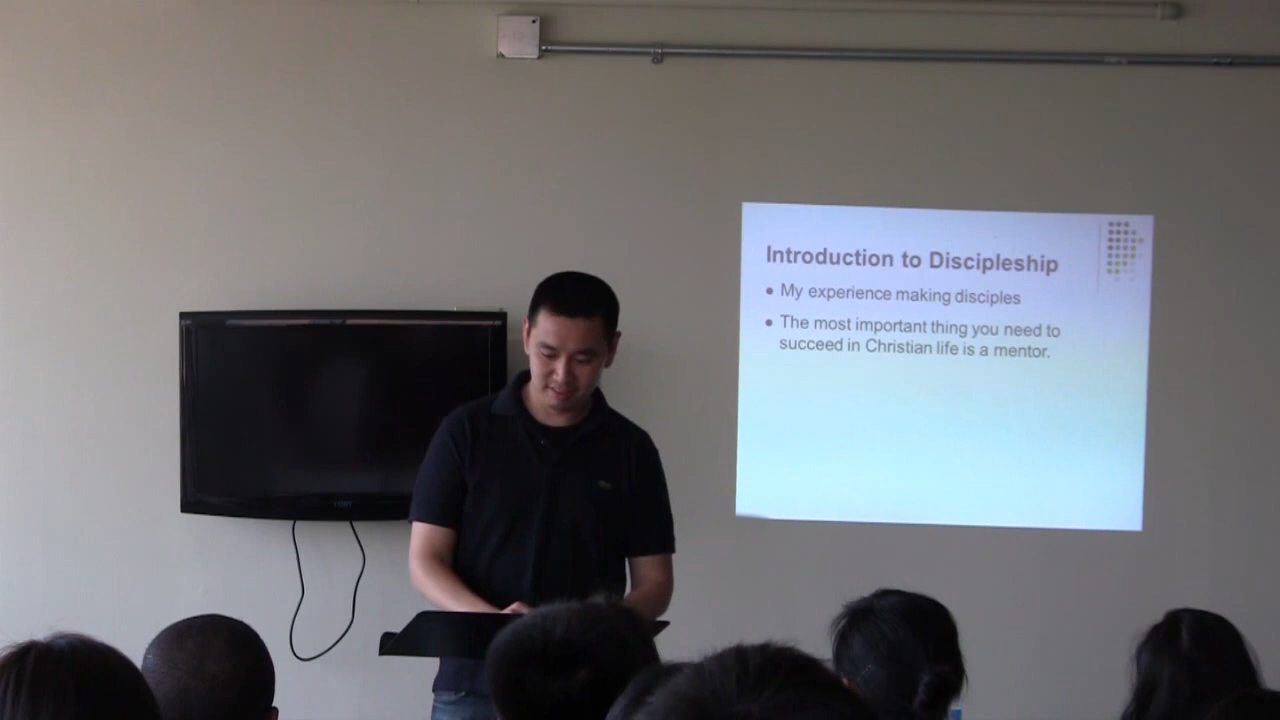 Introduction to Discipleship
● My experience making disciples
● The most important thing you need to
succeed in Christian life is a mentor.